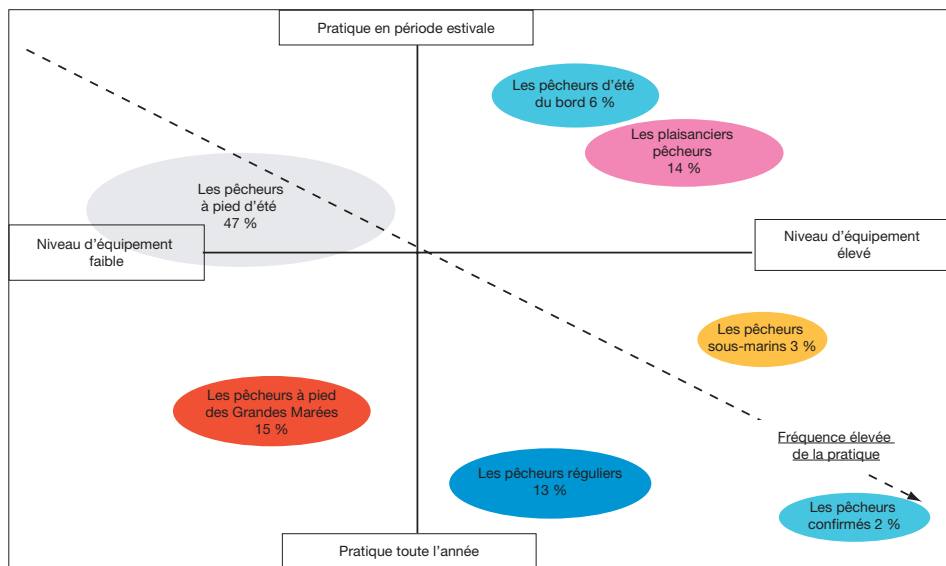 Pratique en période estivale
Les pêcheurs d’été
du bord 6 %
Les plaisanciers
pêcheurs
14 %
Les pêcheurs
à pied d’été
47 %
Niveau d’équipement
faible
Niveau d’équipement
élevé
Les pêcheurs
sous-marins 3 %
Les pêcheurs à pied
des Grandes Marées
15 %
Fréquence élevée
de la pratique
Les pêcheurs réguliers
13 %
Les pêcheurs
confirmés 2 %
Pratique toute l’année